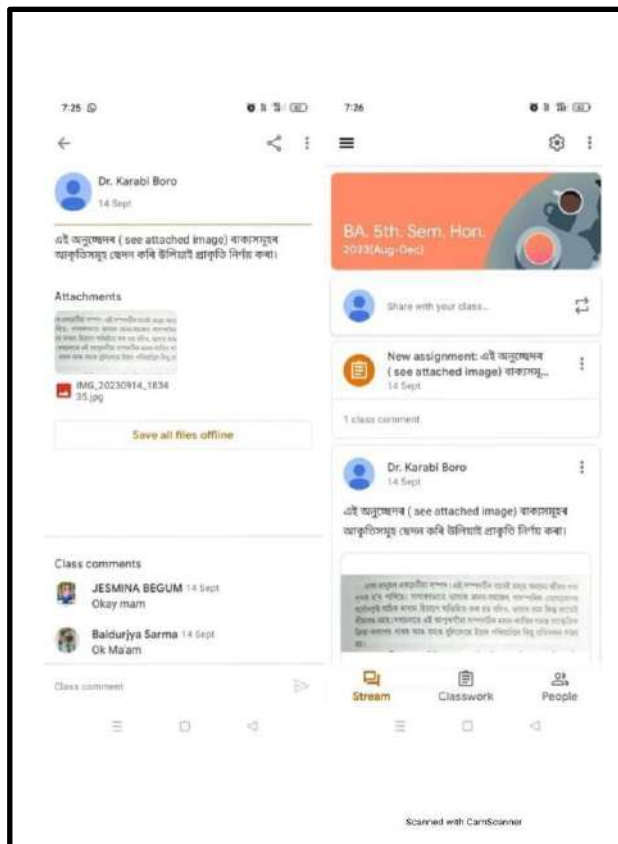 7:25
Dr. Karabi Boro
14 Sept
এই অনুচ্ছেদৰ ( see attached image) বাক্যসমূহৰ
আকৃতিসমূহ ছেদন কৰি উলিয়াই প্ৰাকৃতি নিৰ্ণয় কৰা।
Attachments
IMG_20230914_1834
35.jpg
Save all files offline
Class comments
JESMINA BEGUM 14 Sept
Okay mam
Baidurjya Sarma 14 Sept
Ok Ma'am
Class comment
7:26
BA. 5th. Sem. Hon.
2023(Aug-Dec)
Share with your class...
New assignment: এই অনুচ্ছেদৰ
( see attached image) বাক্যসমূ...
14 Sept
1 class comment
Dr. Karabi Boro
14 Sept
এই অনুচ্ছেদৰ ( see attached image) বাক্যসমূহৰ
আকৃতিসমূহ ছেদন কৰি উলিয়াই প্ৰাকৃতি নিৰ্ণয় কৰা।
Stream
Classwork
People
Scanned with CamScanner